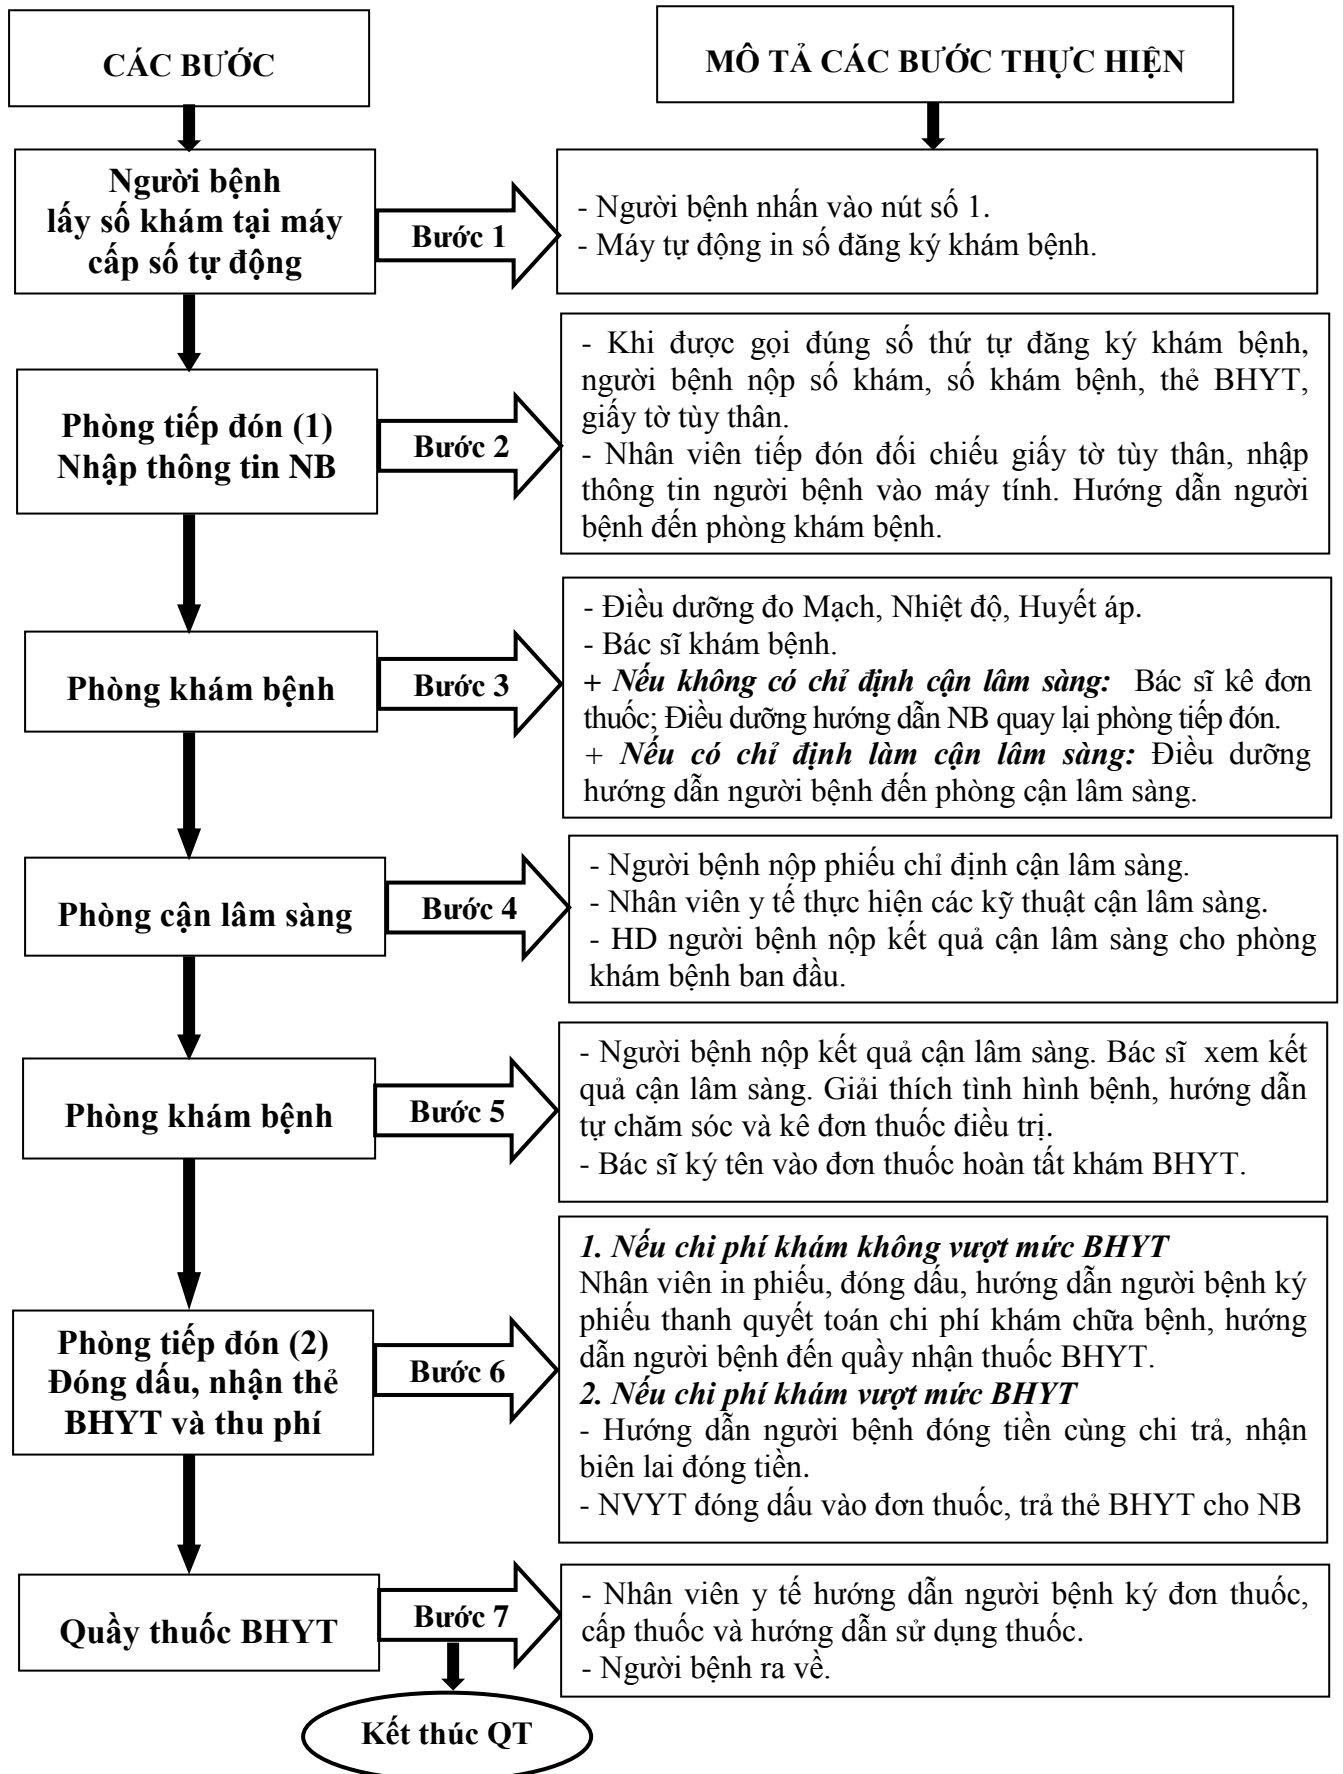 CÁC BƯỚC
MÔ TẢ CÁC BƯỚC THỰC HIỆN
Người bệnh
lấy số khám tại máy
cấp số tự động
Bước 1
- Người bệnh nhấn vào nút số 1.
- Máy tự động in số đăng ký khám bệnh.
Phòng tiếp đón (1)
Nhập thông tin NB
Bước 2
- Khi được gọi đúng số thứ tự đăng ký khám bệnh,
người bệnh nộp số khám, số khám bệnh, thẻ BHYT,
giấy tờ tùy thân.
- Nhân viên tiếp đón đối chiếu giấy tờ tùy thân, nhập
thông tin người bệnh vào máy tính. Hướng dẫn người
bệnh đến phòng khám bệnh.
Phòng khám bệnh
Bước 3
- Điều dưỡng đo Mạch, Nhiệt độ, Huyết áp.
- Bác sĩ khám bệnh.
+ Nếu không có chỉ định cận lâm sàng: Bác sĩ kê đơn
thuốc; Điều dưỡng hướng dẫn NB quay lại phòng tiếp đón.
+ Nếu có chỉ định làm cận lâm sàng: Điều dưỡng
hướng dẫn người bệnh đến phòng cận lâm sàng.
Phòng cận lâm sàng
Bước 4
- Người bệnh nộp phiếu chỉ định cận lâm sàng.
- Nhân viên y tế thực hiện các kỹ thuật cận lâm sàng.
- HD người bệnh nộp kết quả cận lâm sàng cho phòng
khám bệnh ban đầu.
Phòng khám bệnh
Bước 5
- Người bệnh nộp kết quả cận lâm sàng. Bác sĩ xem kết
quả cận lâm sàng. Giải thích tình hình bệnh, hướng dẫn
tự chăm sóc và kê đơn thuốc điều trị.
- Bác sĩ ký tên vào đơn thuốc hoàn tất khám BHYT.
Phòng tiếp đón (2)
Đóng dấu, nhận thẻ
BHYT và thu phí
Bước 6
1. Nếu chi phí khám không vượt mức BHYT
Nhân viên in phiếu, đóng dấu, hướng dẫn người bệnh ký
phiếu thanh quyết toán chi phí khám chữa bệnh, hướng
dẫn người bệnh đến quầy nhận thuốc BHYT.
2. Nếu chi phí khám vượt mức BHYT
- Hướng dẫn người bệnh đóng tiền cùng chi trả, nhận
biên lai đóng tiền.
- NVYT đóng dấu vào đơn thuốc, trả thẻ BHYT cho NB
Quầy thuốc BHYT
Bước 7
- Nhân viên y tế hướng dẫn người bệnh ký đơn thuốc,
cấp thuốc và hướng dẫn sử dụng thuốc.
- Người bệnh ra về.
Kết thúc QT